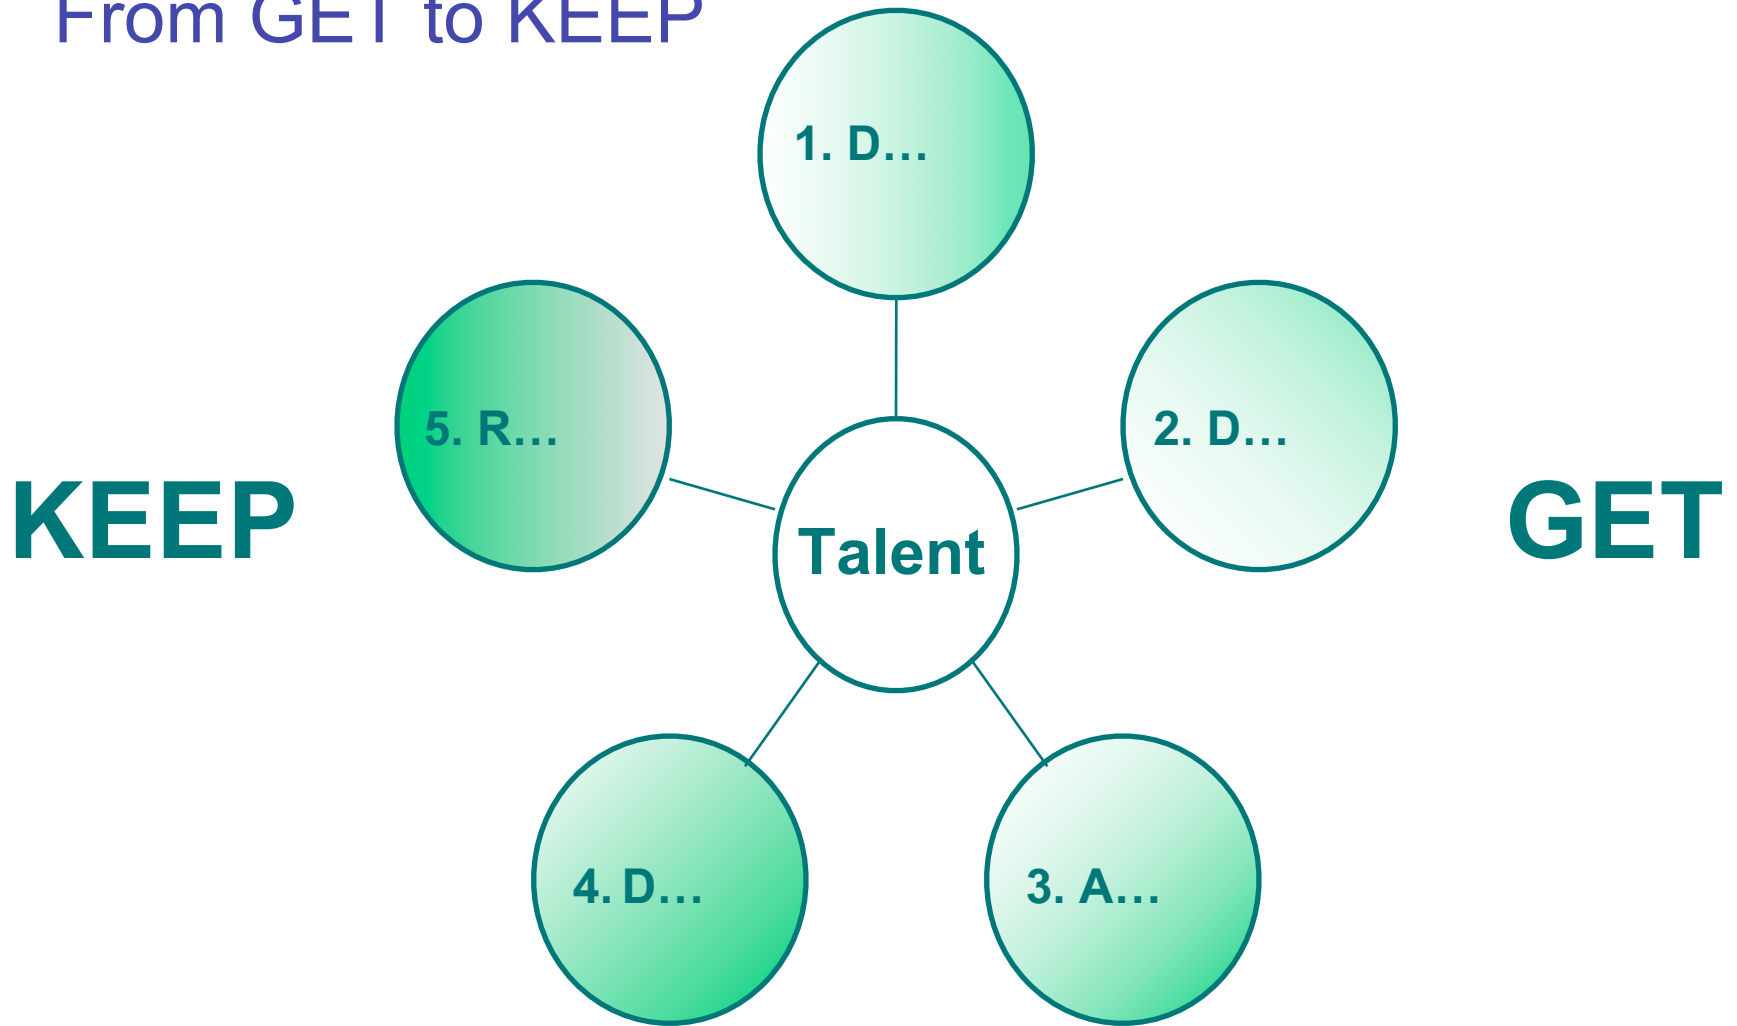 From GET to KEEP
1. D…
5. R…
2. D…
KEEP
Talent
GET
4. D…
3. A…